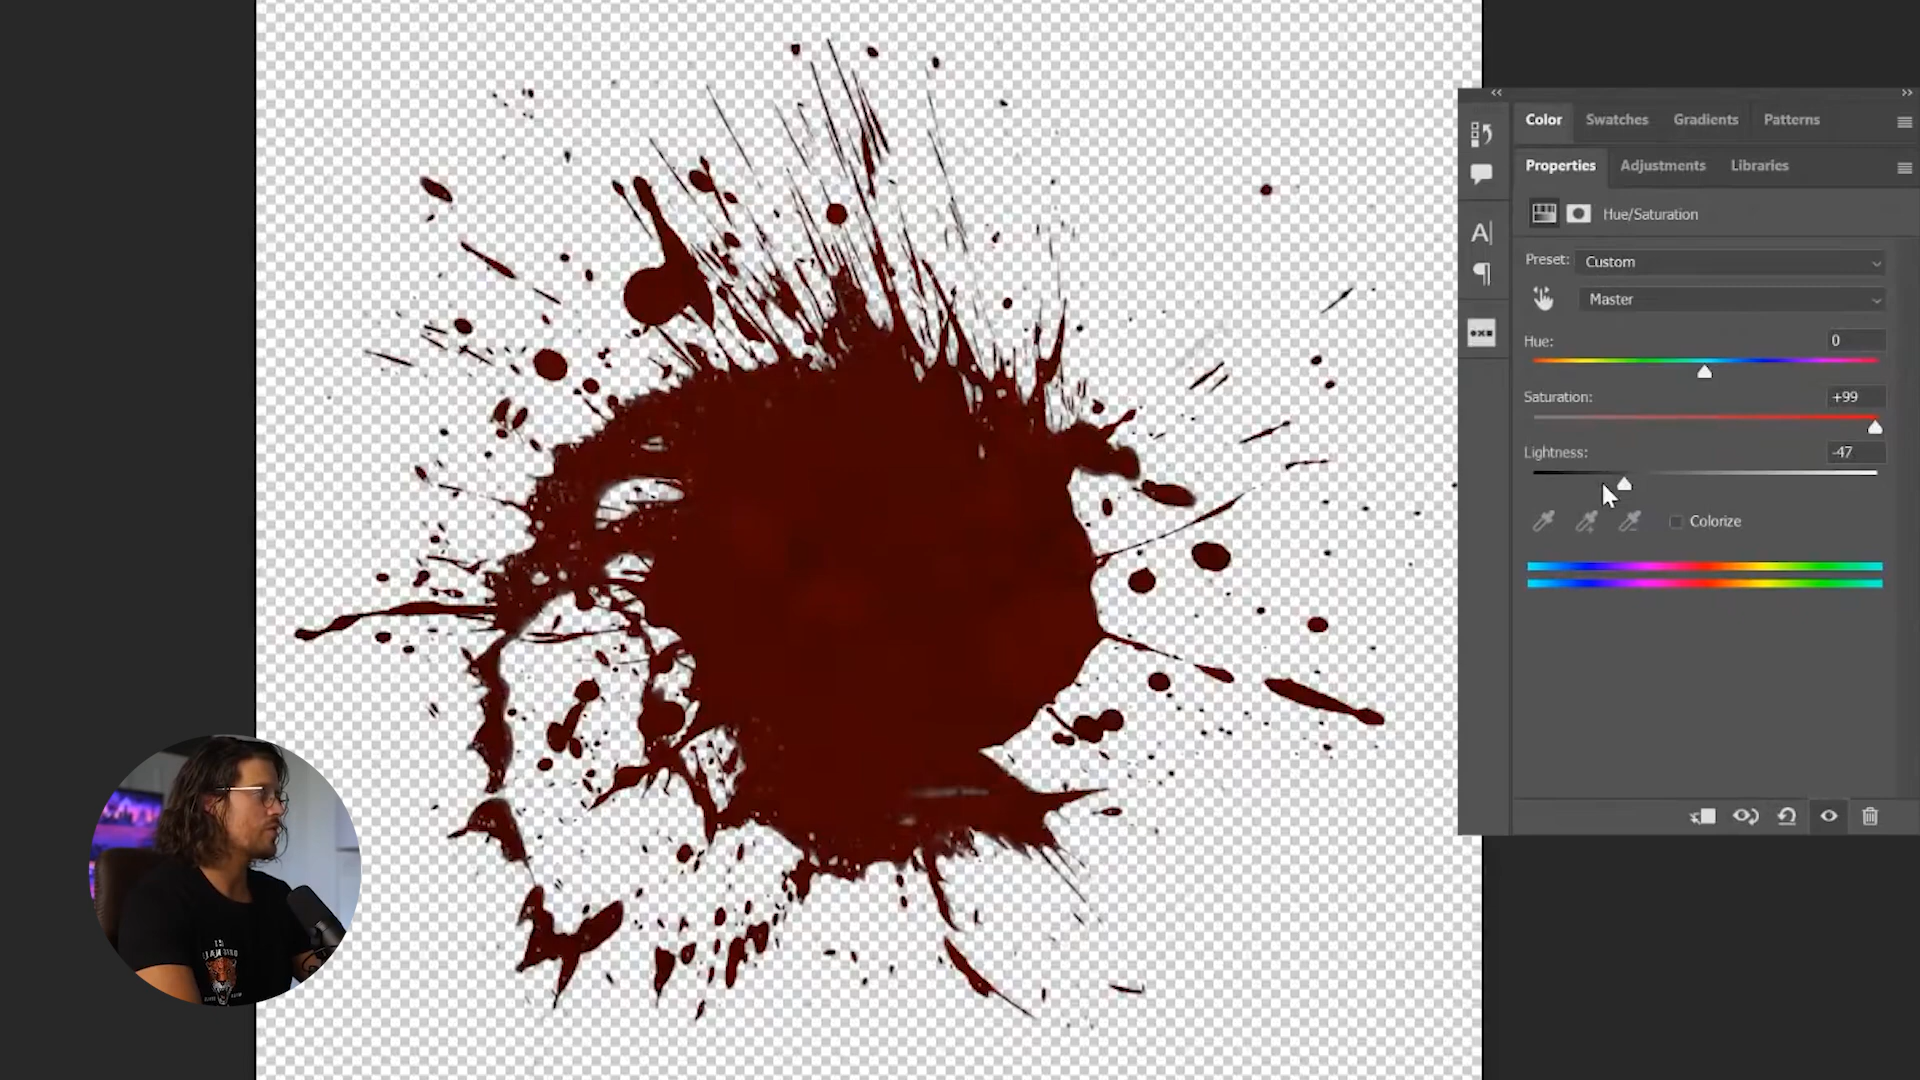 Color Swatches Gradients Patterns
Properties Adjustments Libraries
Hue/Saturation
Preset: Custom
Master
Hue: 0
Saturation: +99
Lightness: -47
Colorize